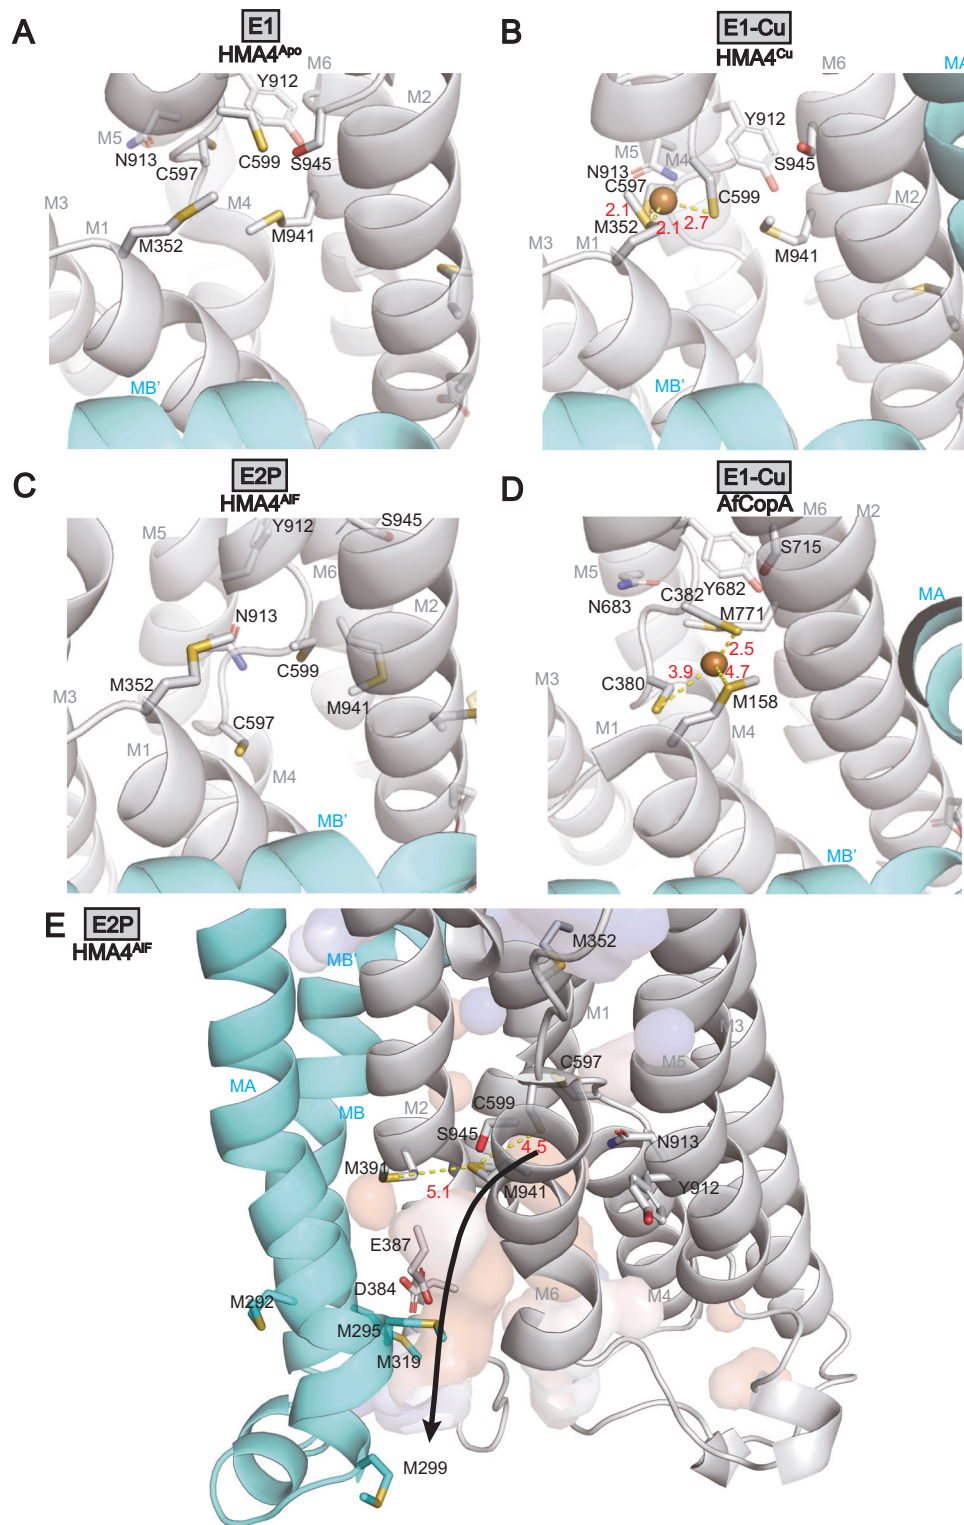 A
E1
HMA4Apo
M6
Y912
M2
M5
N913
C599
S945
C597
M3
M4
M1
M352
M941
MB'
B
E1-Cu
HMA4Cu
M6
MA
Y912
M5
M4
S945
N913
C597
C599
M2
2.1
M352
2.1
2.7
M3
M1
M941
MB'
C
E2P
HMA4AlF
S945
Y912
M5
M6
M2
N913
C599
M352
M941
M3
C597
M1
M4
MB'
D
E1-Cu
AfCopA
M6
M2
S715
M5
C382
Y682
N683
M771
MA
2.5
3.9
4.7
C380
M158
M3
M1
M4
MB'
E
E2P
HMA4AlF
M352
MB'
M1
M3
C597
M5
MA
MB
C599
M2
S945
N913
4.5
M391
M941
Y912
5.1
E387
D384
M292
M6
M4
M295
M319
M299